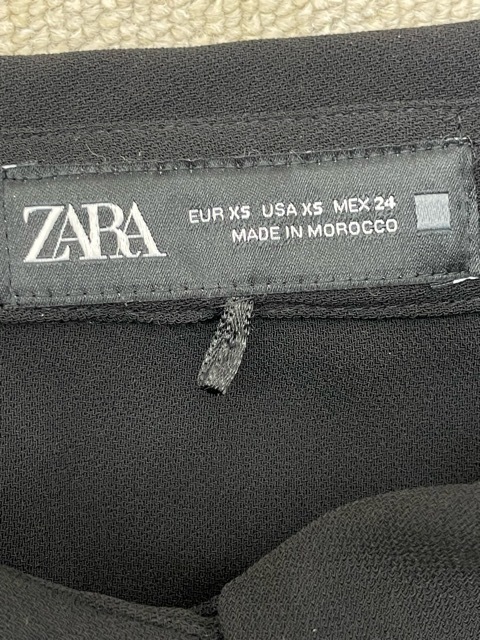 ZARA
EUR XS USA XS MEX 24
MADE IN MOROCCO